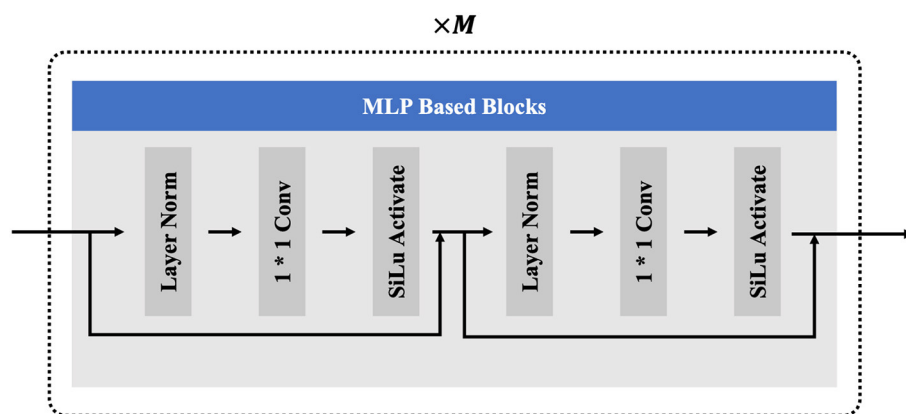 ×M
MLP Based Blocks
Layer Norm
1 * 1 Conv
SiLu Activate
Layer Norm
1 * 1 Conv
SiLu Activate